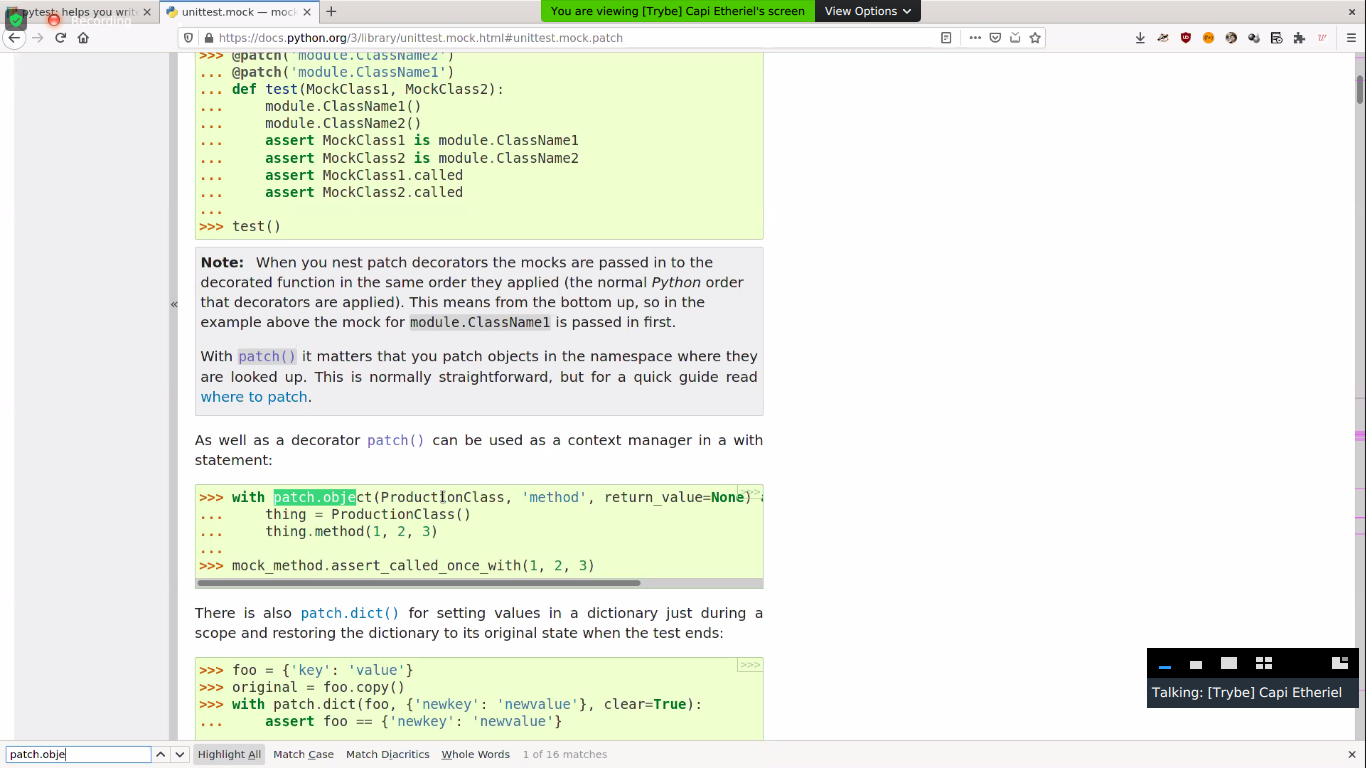 pytest: helps you write
unittest.mock — mock
Recording
You are viewing [Trybe] Capi Etheriel's screen
View Options
https://docs.python.org/3/library/unittest.mock.html#unittest.mock.patch
>>> @patch('module.ClassName2')
... @patch('module.ClassName1')
... def test(MockClass1, MockClass2):
...     module.ClassName1()
...     module.ClassName2()
...     assert MockClass1 is module.ClassName1
...     assert MockClass2 is module.ClassName2
...     assert MockClass1.called
...     assert MockClass2.called
...
>>> test()
«
Note: When you nest patch decorators the mocks are passed in to the
decorated function in the same order they applied (the normal Python order
that decorators are applied). This means from the bottom up, so in the
example above the mock for module.ClassName1 is passed in first.
With patch() it matters that you patch objects in the namespace where they
are looked up. This is normally straightforward, but for a quick guide read
where to patch.
As well as a decorator patch() can be used as a context manager in a with
statement:
>>> with patch.object(ProductionClass, 'method', return_value=None)
>>>
...     thing = ProductionClass()
...     thing.method(1, 2, 3)
...
>>> mock_method.assert_called_once_with(1, 2, 3)
There is also patch.dict() for setting values in a dictionary just during a
scope and restoring the dictionary to its original state when the test ends:
>>> foo = {'key': 'value'}
>>>
>>> original = foo.copy()
>>> with patch.dict(foo, {'newkey': 'newvalue'}, clear=True):
...     assert foo == {'newkey': 'newvalue'}
Talking: [Trybe] Capi Etheriel
patch.obje
Highlight All
Match Case
Match Diacritics
Whole Words
1 of 16 matches